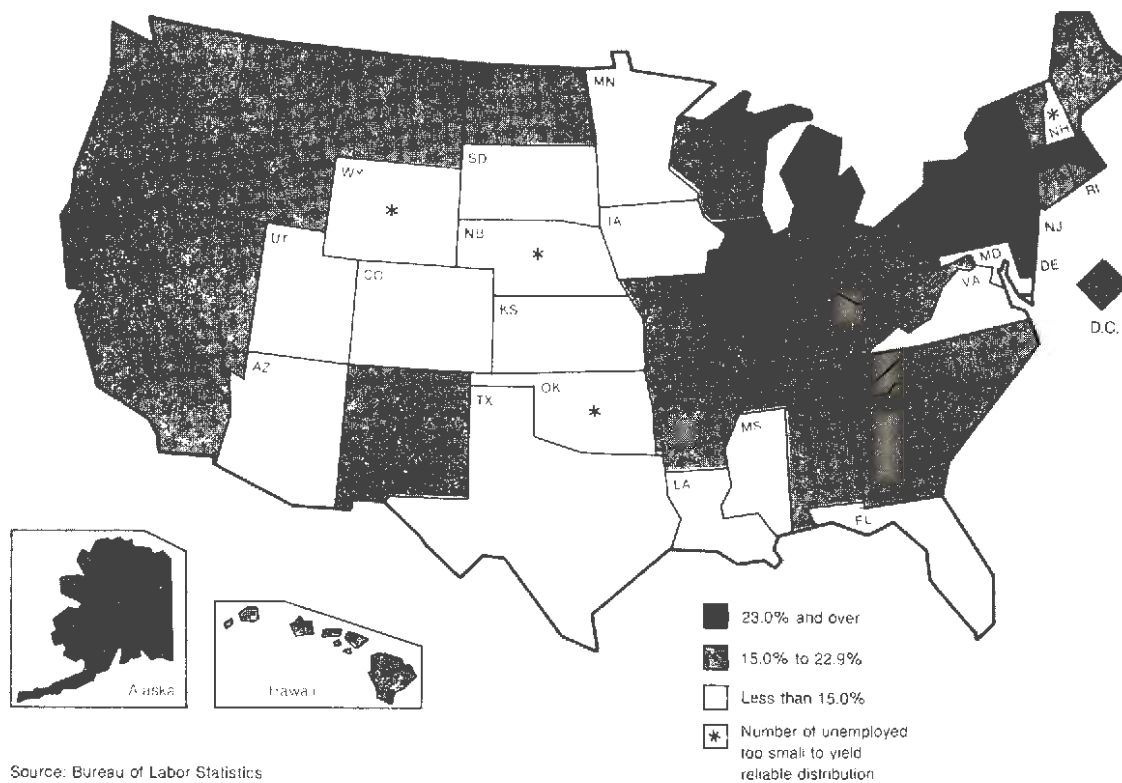 MN
NH
SD
WY
RI
IA
UT
NB
NJ
MD
CO
DE
VA
KS
D.C.
AZ
OK
TX
MS
LA
FL
23.0% and over
15.0% to 22.9%
Alaska
Hawaii
Less than 15.0%
Number of unemployed
too small to yield
reliable distribution
Source: Bureau of Labor Statistics